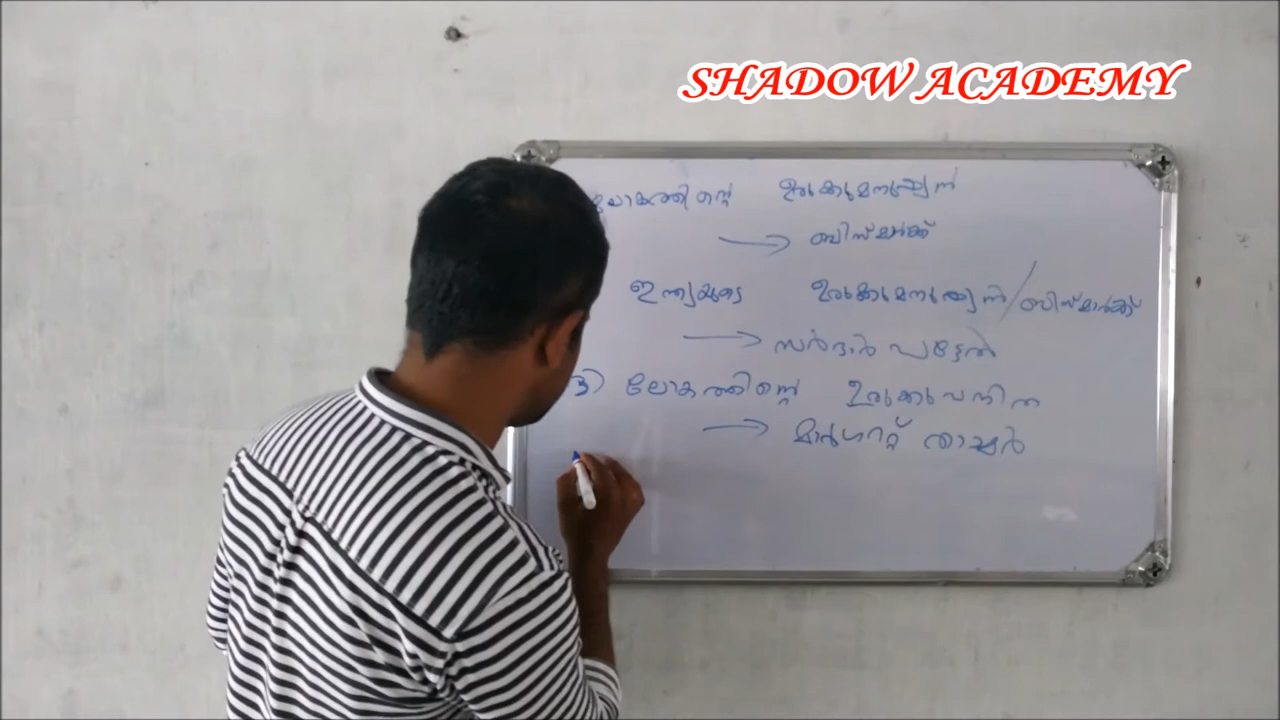 SHADOW ACADEMY
ലോകത്തിന്റെ ഉരുക്കുമനുഷ്യൻ
→ ബിസ്മാർക്ക്
ഇന്ത്യയുടെ ഉരുക്കുമനുഷ്യൻ/ബിസ്മാർക്ക്
→ സർദാർ പട്ടേൽ
3) ലോകത്തിന്റെ ഉരുക്കുവനിത
→ മാർഗററ്റ് താച്ചർ